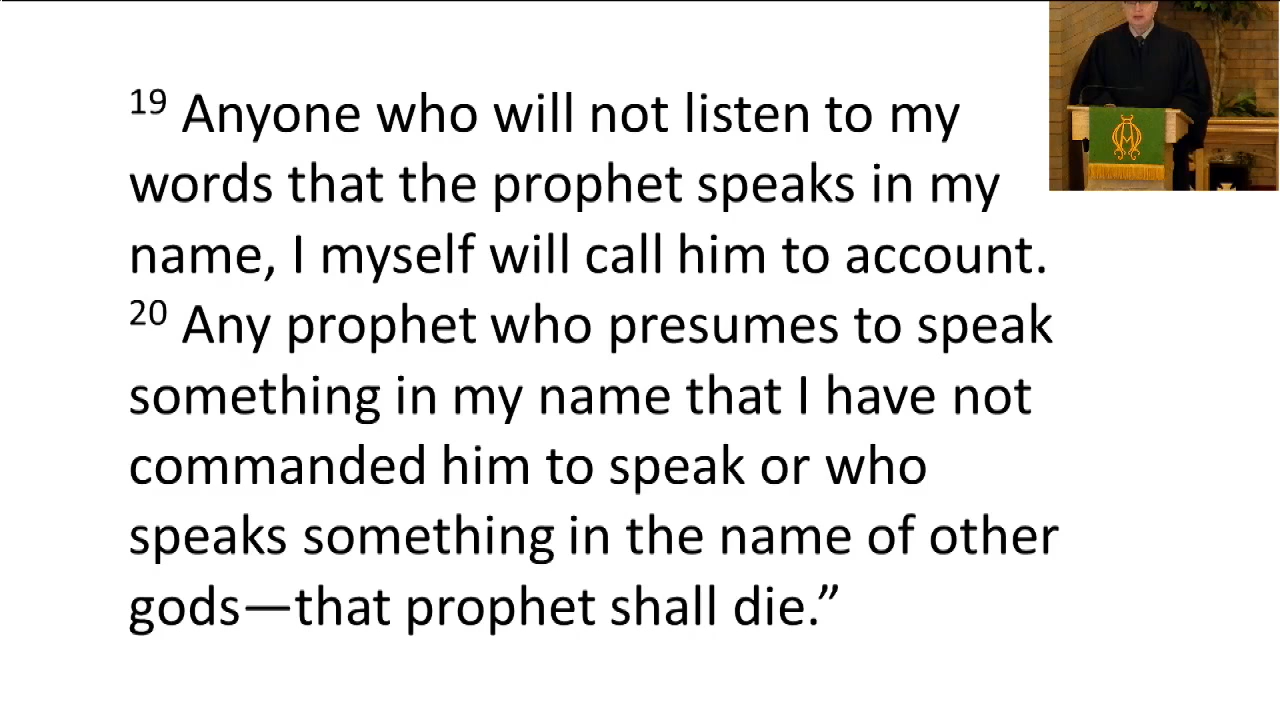 19 Anyone who will not listen to my
words that the prophet speaks in my
name, I myself will call him to account.
20 Any prophet who presumes to speak
something in my name that I have not
commanded him to speak or who
speaks something in the name of other
gods—that prophet shall die.”